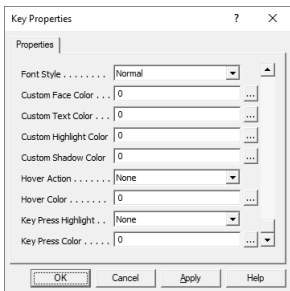 Key Properties ? ×
Properties
Font Style . . . . . . . . Normal
Custom Face Color . . . 0 ...
Custom Text Color . . . 0 ...
Custom Highlight Color 0 ...
Custom Shadow Color 0 ...
Hover Action . . . . . . . None
Hover Color . . . . . . . 0 ...
Key Press Highlight . . None
Key Press Color . . . . . 0 ...
OK Cancel Apply Help